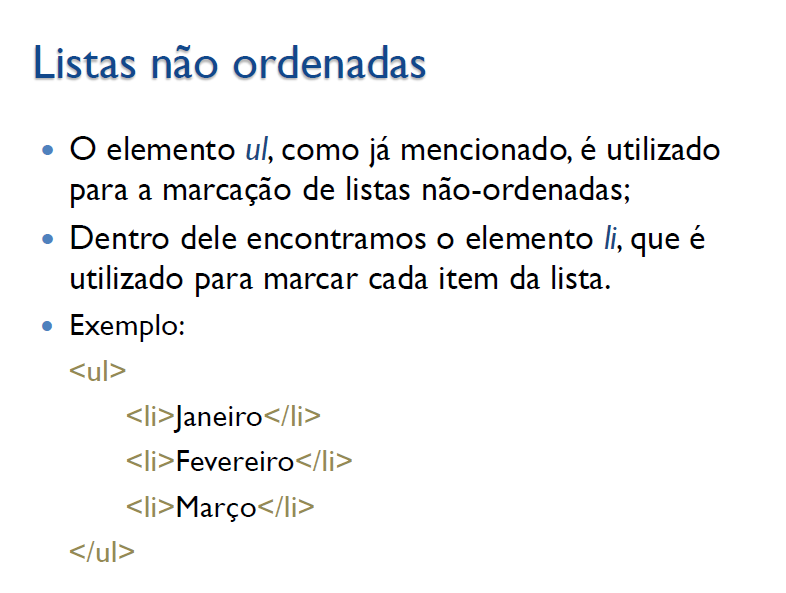 Listas não ordenadas
• O elemento ul, como já mencionado, é utilizado
para a marcação de listas não-ordenadas;
• Dentro dele encontramos o elemento li, que é
utilizado para marcar cada item da lista.
• Exemplo:
<ul>
<li>Janeiro</li>
<li>Fevereiro</li>
<li>Março</li>
</ul>